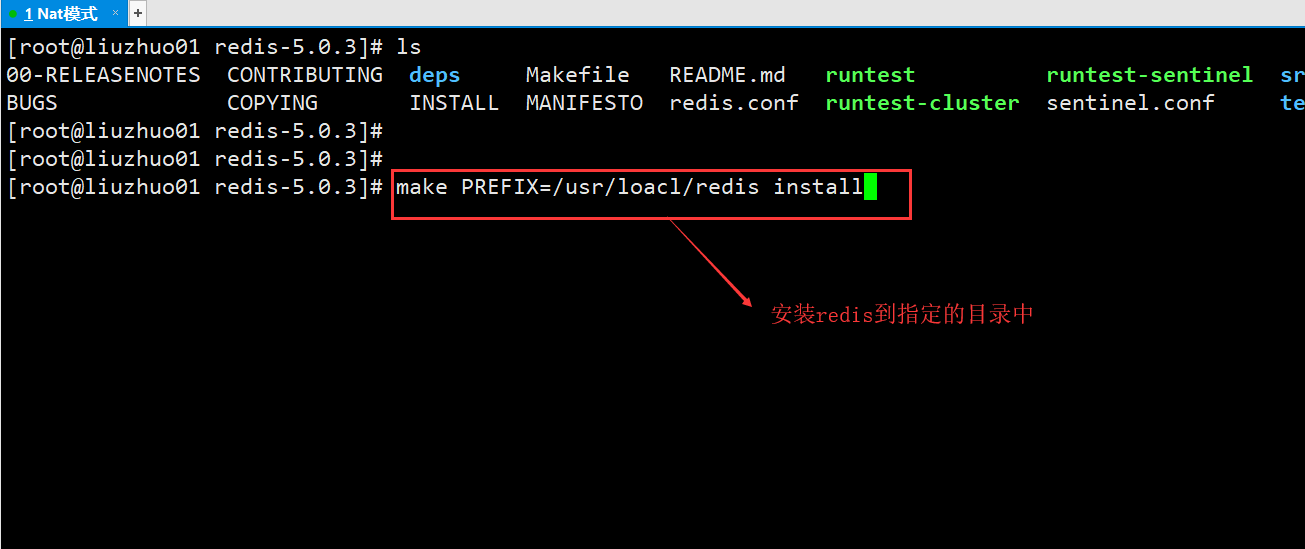 1 Nat模式 × +
[root@liuzhuo01 redis-5.0.3]# ls
00-RELEASENOTES CONTRIBUTING deps Makefile README.md runtest runtest-sentinel sr
BUGS COPYING INSTALL MANIFESTO redis.conf runtest-cluster sentinel.conf te
[root@liuzhuo01 redis-5.0.3]#
[root@liuzhuo01 redis-5.0.3]#
[root@liuzhuo01 redis-5.0.3]# make PREFIX=/usr/loacl/redis install
安装redis到指定的目录中